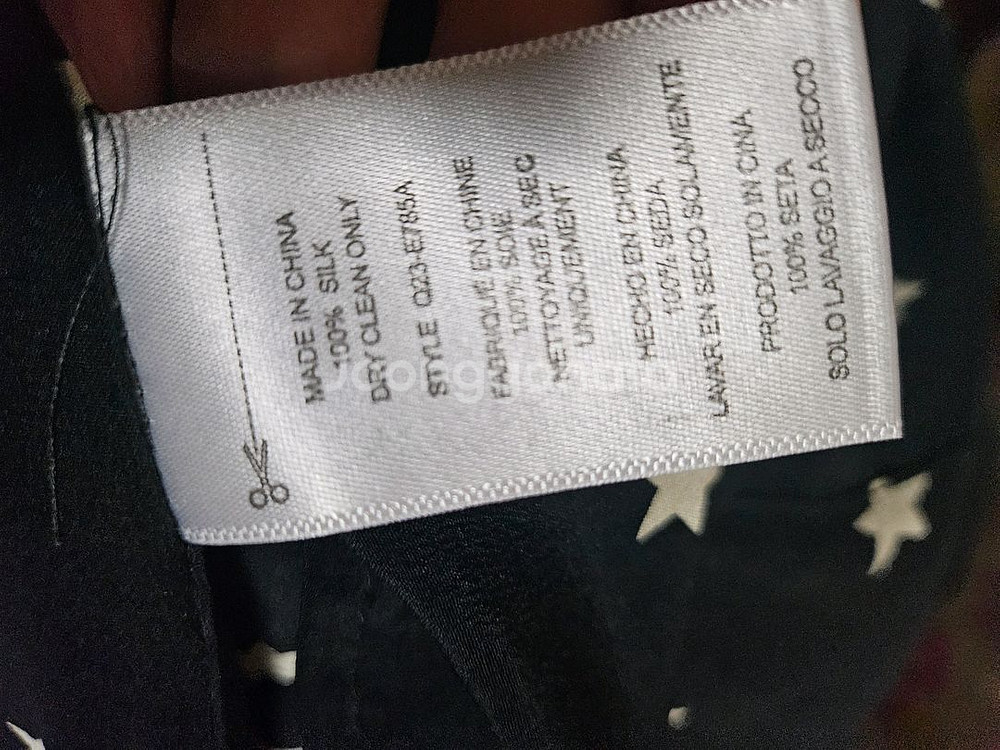 MADE IN CHINA
100% SILK
DRY CLEAN ONLY
STYLE Q23-E785A
FABRIQUE EN CHINE
100% SOIE
NETTOYAGE À SEC
UNIQUEMENT
HECHO EN CHINA
100% SEDA
LAVAR EN SECO SOLAMENTE
PRODOTTO IN CINA
100% SETA
SOLO LAVAGGIO A SECCO